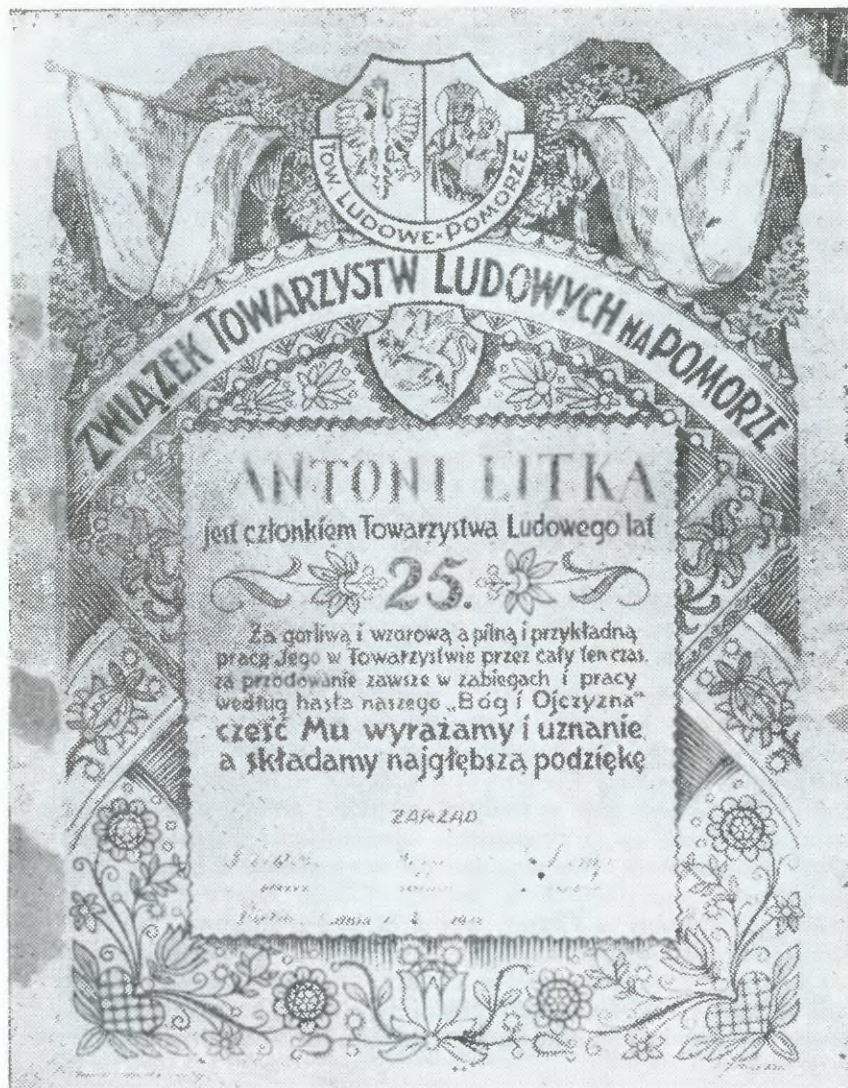 TOW. LUDOWE-POMORZE
ZWIĄZEK TOWARZYSTW LUDOWYCH NA POMORZE
ANTONI LITKA
jest członkiem Towarzystwa Ludowego lat
25.
Za gorliwą i wzorową a pilną i przykładną
pracę Jego w Towarzystwie przez cały ten czas,
za przodowanie zawsze w zabiegach i pracy
według hasła naszego „Bóg i Ojczyzna"
cześć Mu wyrażamy i uznanie,
a składamy najgłębszą podziękę
ZARZĄD
dnia